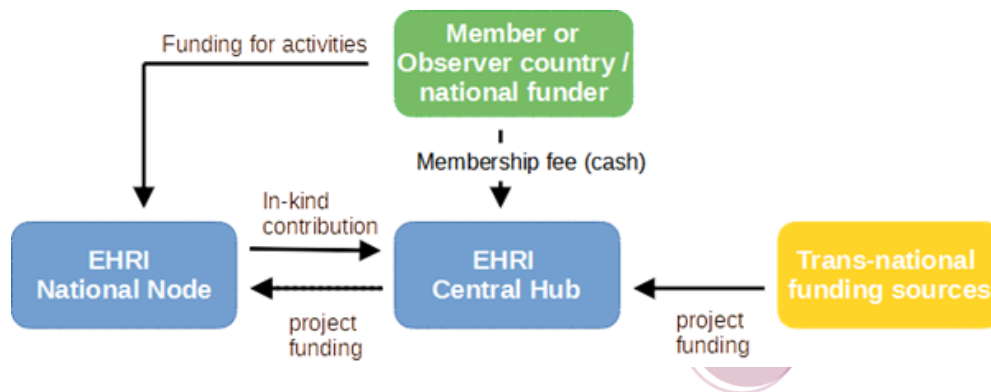 Funding for activities
Member or
Observer country /
national funder
Membership fee (cash)
In-kind
contribution
EHRI
National Node
EHRI
Central Hub
Trans-national
funding sources
project
funding
project
funding